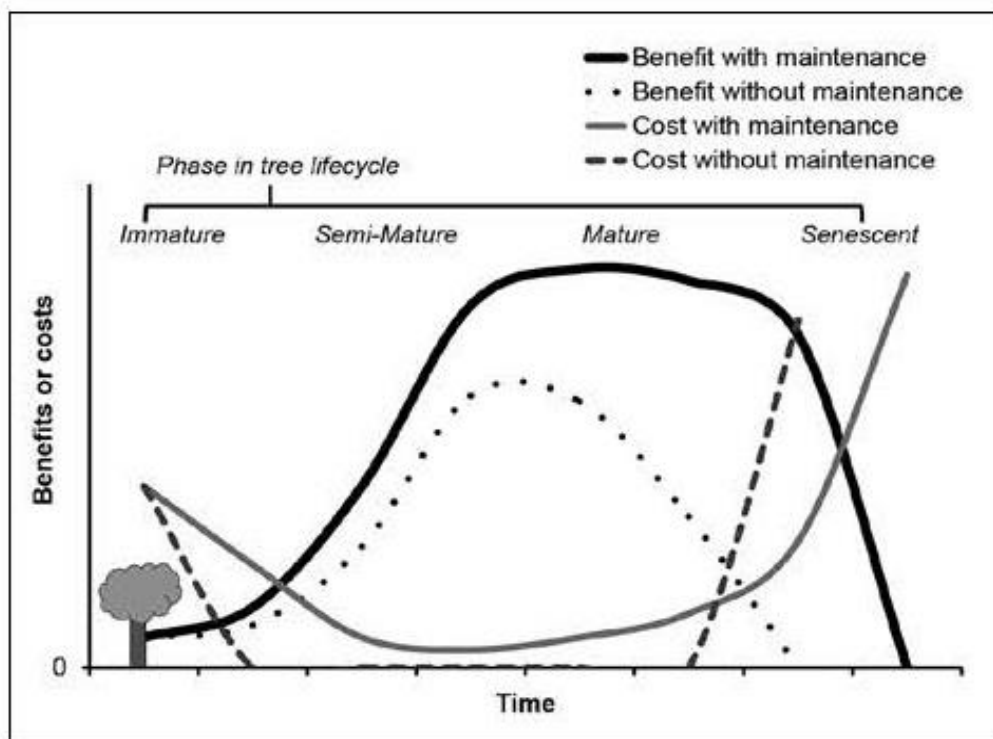 Benefit with maintenance
Benefit without maintenance
Cost with maintenance
Cost without maintenance
Phase in tree lifecycle
Immature Semi-Mature Mature Senescent
Benefits or costs
0
Time